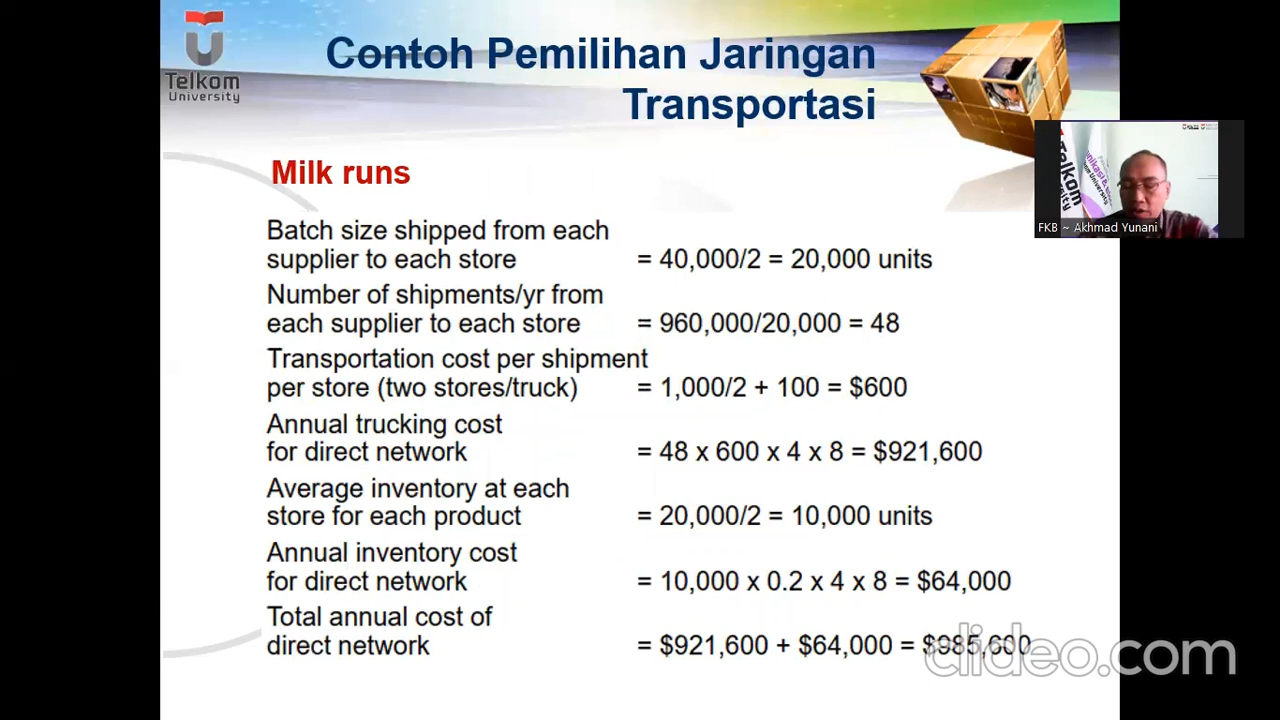 Telkom
University
Contoh Pemilihan Jaringan
Transportasi
Milk runs
Telkom
FKB ~ Akhmad Yunani
Batch size shipped from each
supplier to each store = 40,000/2 = 20,000 units
Number of shipments/yr from
each supplier to each store = 960,000/20,000 = 48
Transportation cost per shipment
per store (two stores/truck) = 1,000/2 + 100 = $600
Annual trucking cost
for direct network = 48 x 600 x 4 x 8 = $921,600
Average inventory at each
store for each product = 20,000/2 = 10,000 units
Annual inventory cost
for direct network = 10,000 x 0.2 x 4 x 8 = $64,000
Total annual cost of
direct network = $921,600 + $64,000 = $985,600
clideo.com